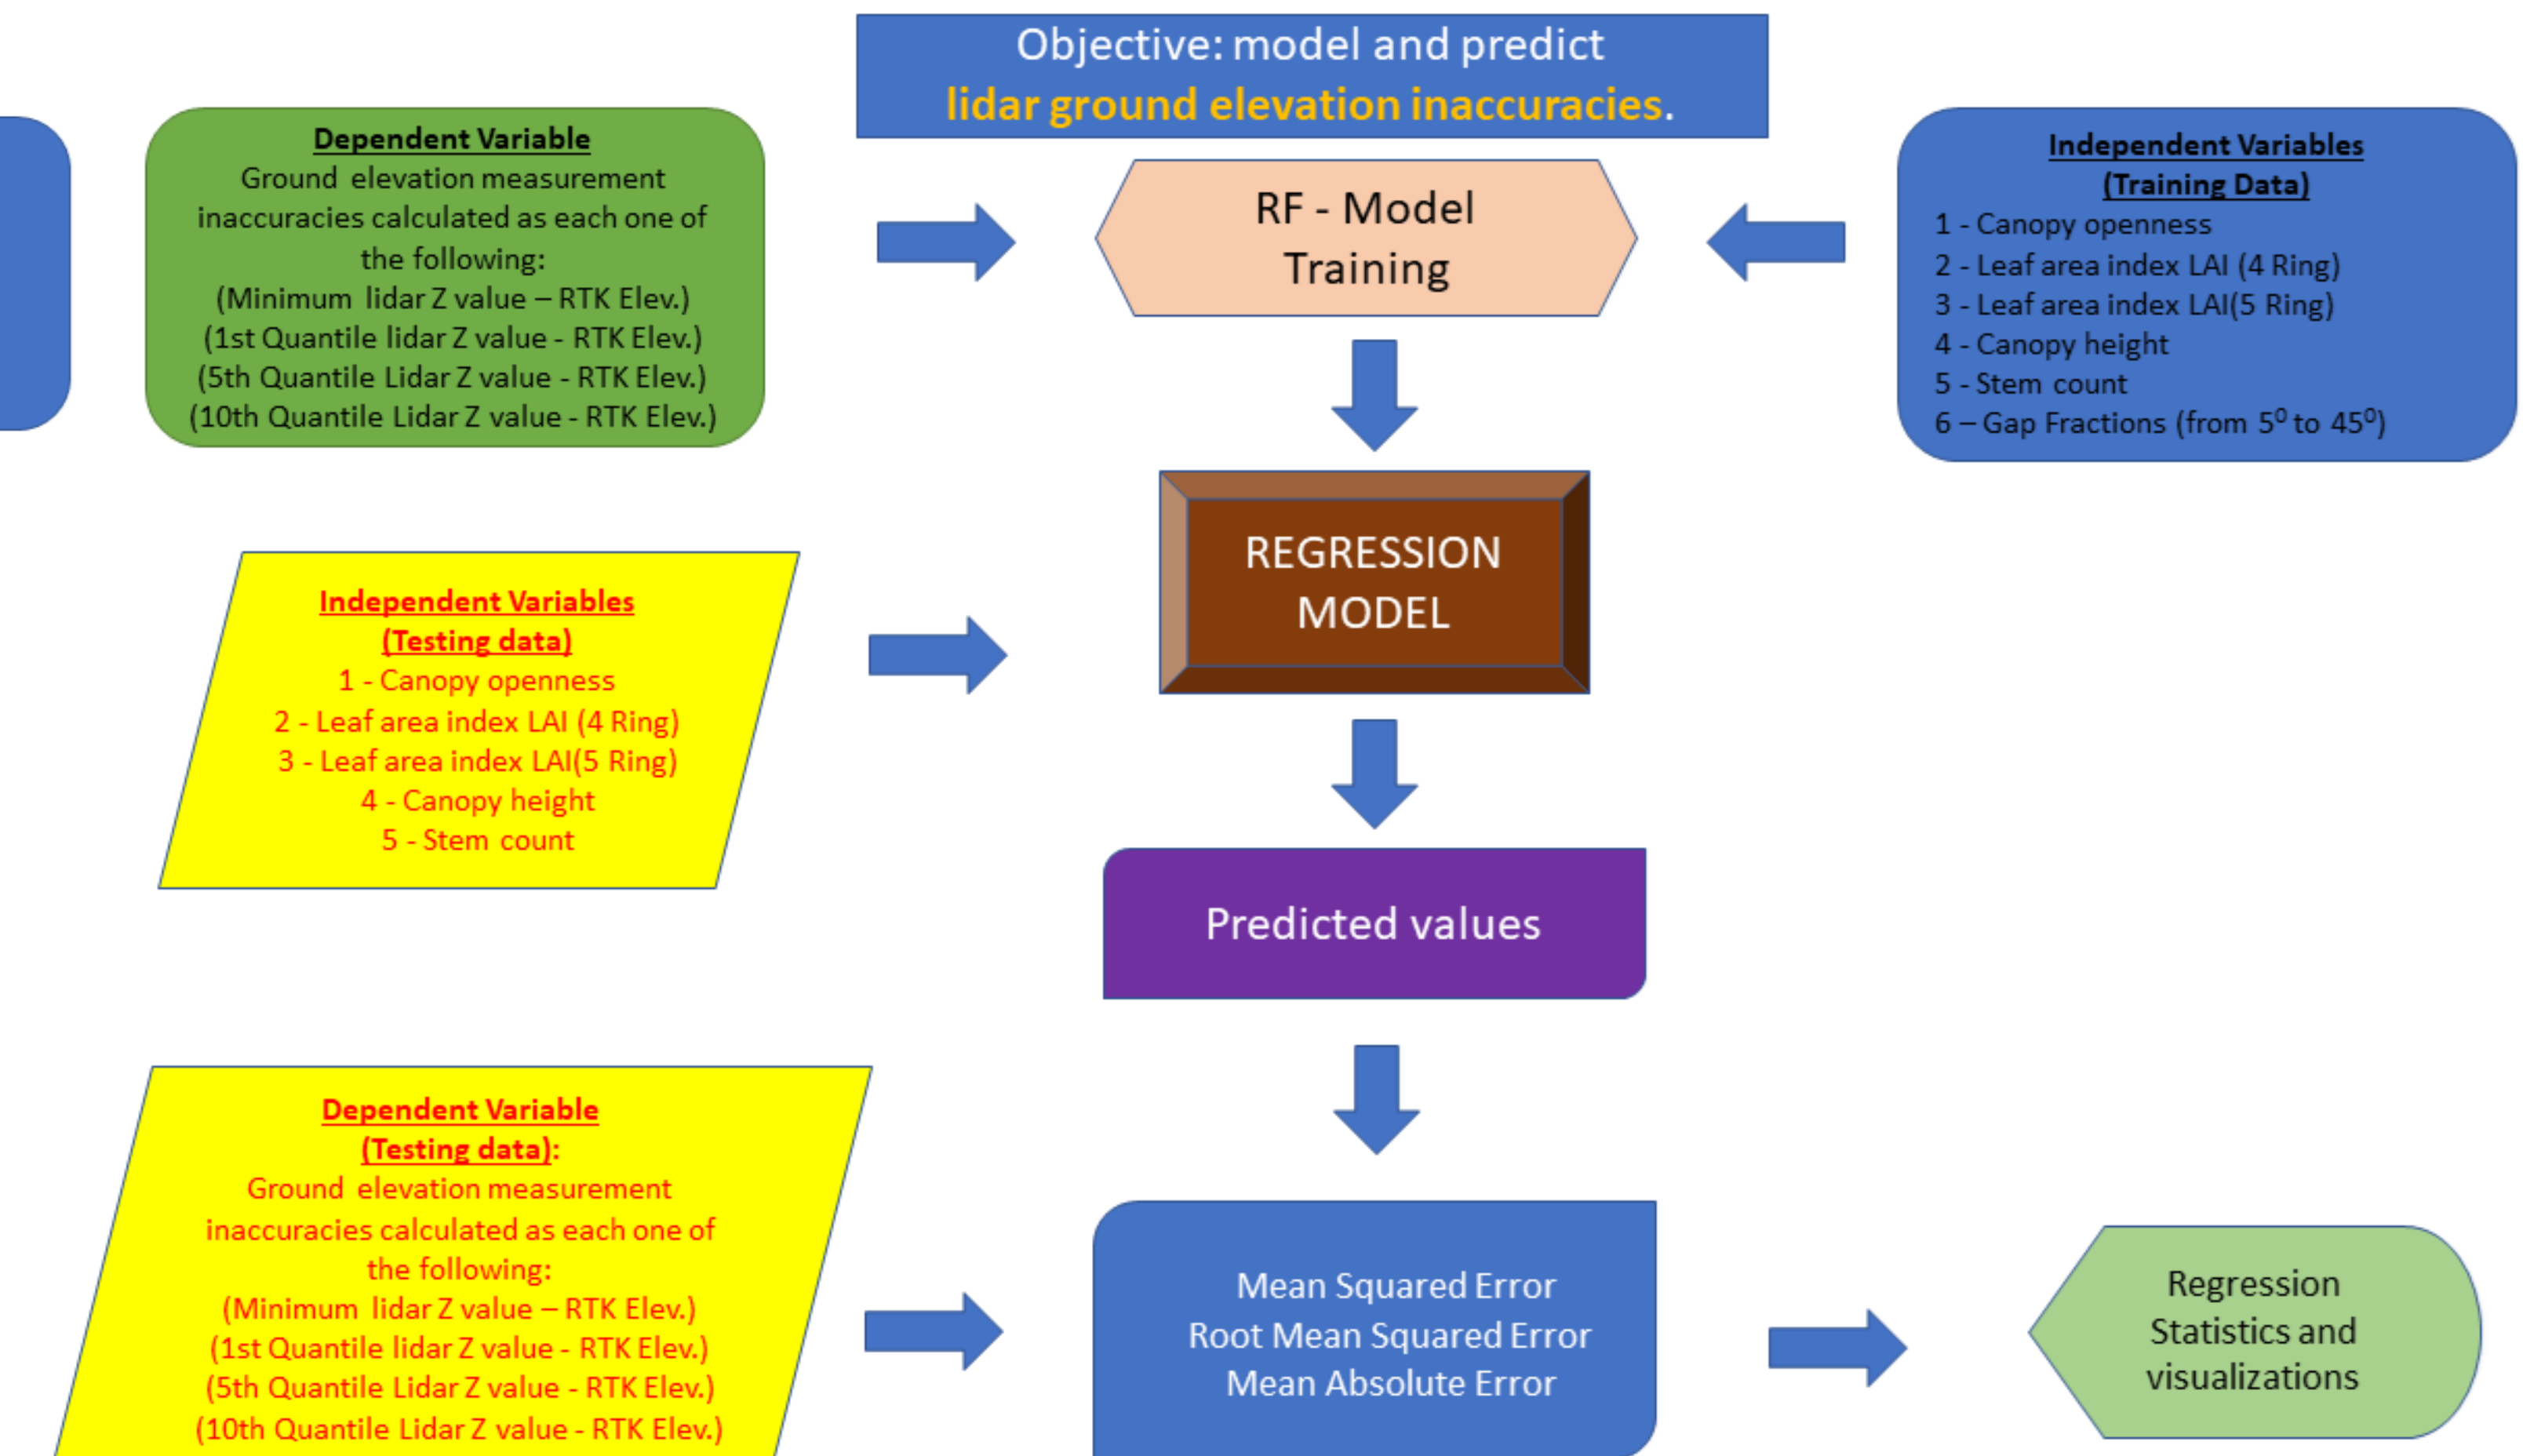 Objective: model and predict
lidar ground elevation inaccuracies.
Dependent Variable
Ground elevation measurement
inaccuracies calculated as each one of
the following:
(Minimum lidar Z value – RTK Elev.)
(1st Quantile lidar Z value - RTK Elev.)
(5th Quantile Lidar Z value - RTK Elev.)
(10th Quantile Lidar Z value - RTK Elev.)
RF - Model
Training
Independent Variables
(Training Data)
1 - Canopy openness
2 - Leaf area index LAI (4 Ring)
3 - Leaf area index LAI(5 Ring)
4 - Canopy height
5 - Stem count
6 – Gap Fractions (from 5⁰ to 45⁰)
REGRESSION
MODEL
Independent Variables
(Testing data)
1 - Canopy openness
2 - Leaf area index LAI (4 Ring)
3 - Leaf area index LAI(5 Ring)
4 - Canopy height
5 - Stem count
Predicted values
Dependent Variable
(Testing data):
Ground elevation measurement
inaccuracies calculated as each one of
the following:
(Minimum lidar Z value – RTK Elev.)
(1st Quantile lidar Z value - RTK Elev.)
(5th Quantile Lidar Z value - RTK Elev.)
(10th Quantile Lidar Z value - RTK Elev.)
Mean Squared Error
Root Mean Squared Error
Mean Absolute Error
Regression
Statistics and
visualizations